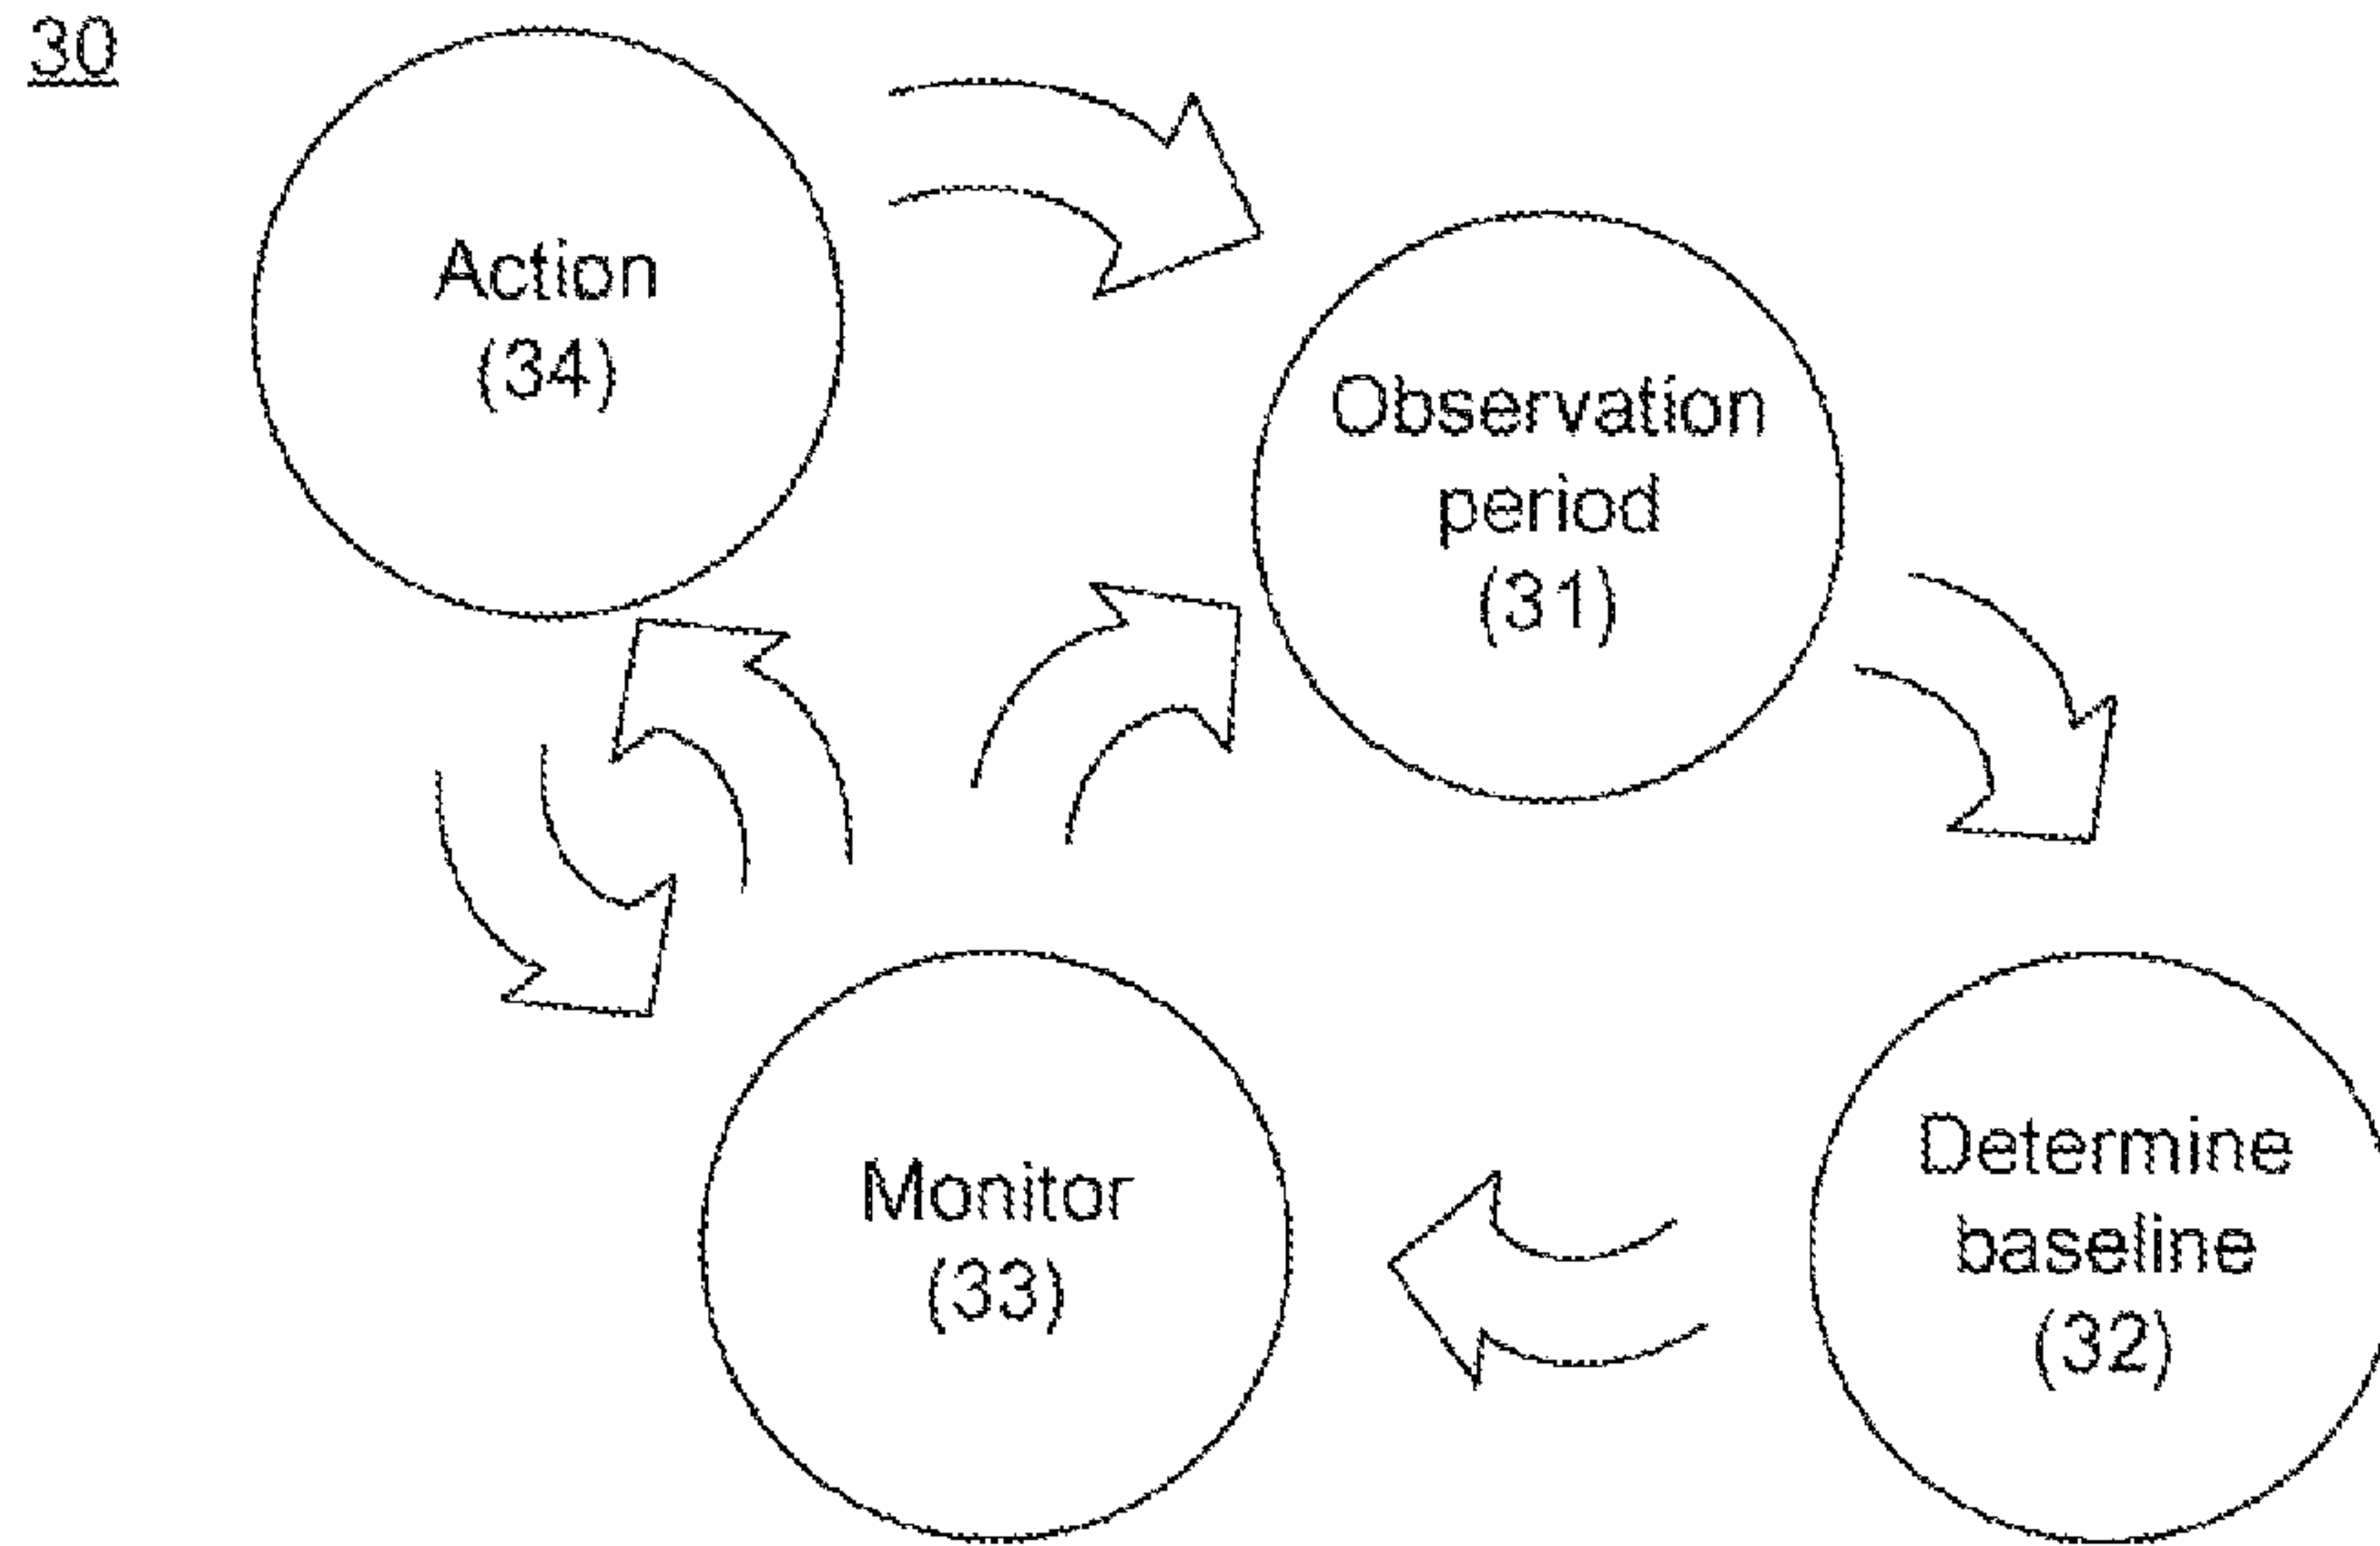 30
Action
(34)
Observation
period
(31)
Monitor
(33)
Determine
baseline
(32)